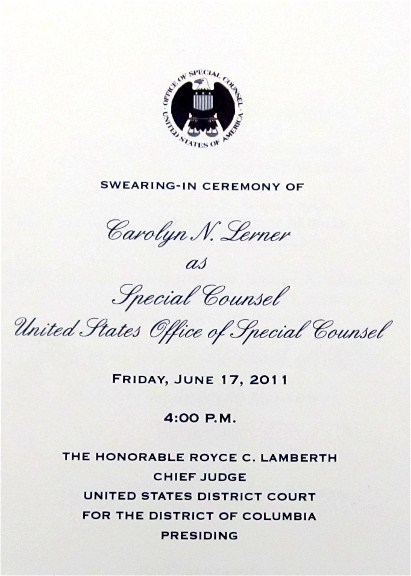 OFFICE OF SPECIAL COUNSEL
UNITED STATES OF AMERICA
SWEARING-IN CEREMONY OF
Carolyn N. Lerner
as
Special Counsel
United States Office of Special Counsel
FRIDAY, JUNE 17, 2011
4:00 P.M.
THE HONORABLE ROYCE C. LAMBERTH
CHIEF JUDGE
UNITED STATES DISTRICT COURT
FOR THE DISTRICT OF COLUMBIA
PRESIDING